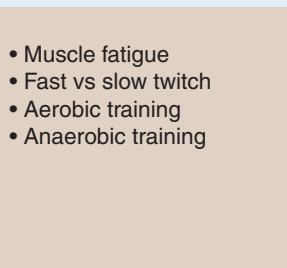 • Muscle fatigue
• Fast vs slow twitch
• Aerobic training
• Anaerobic training